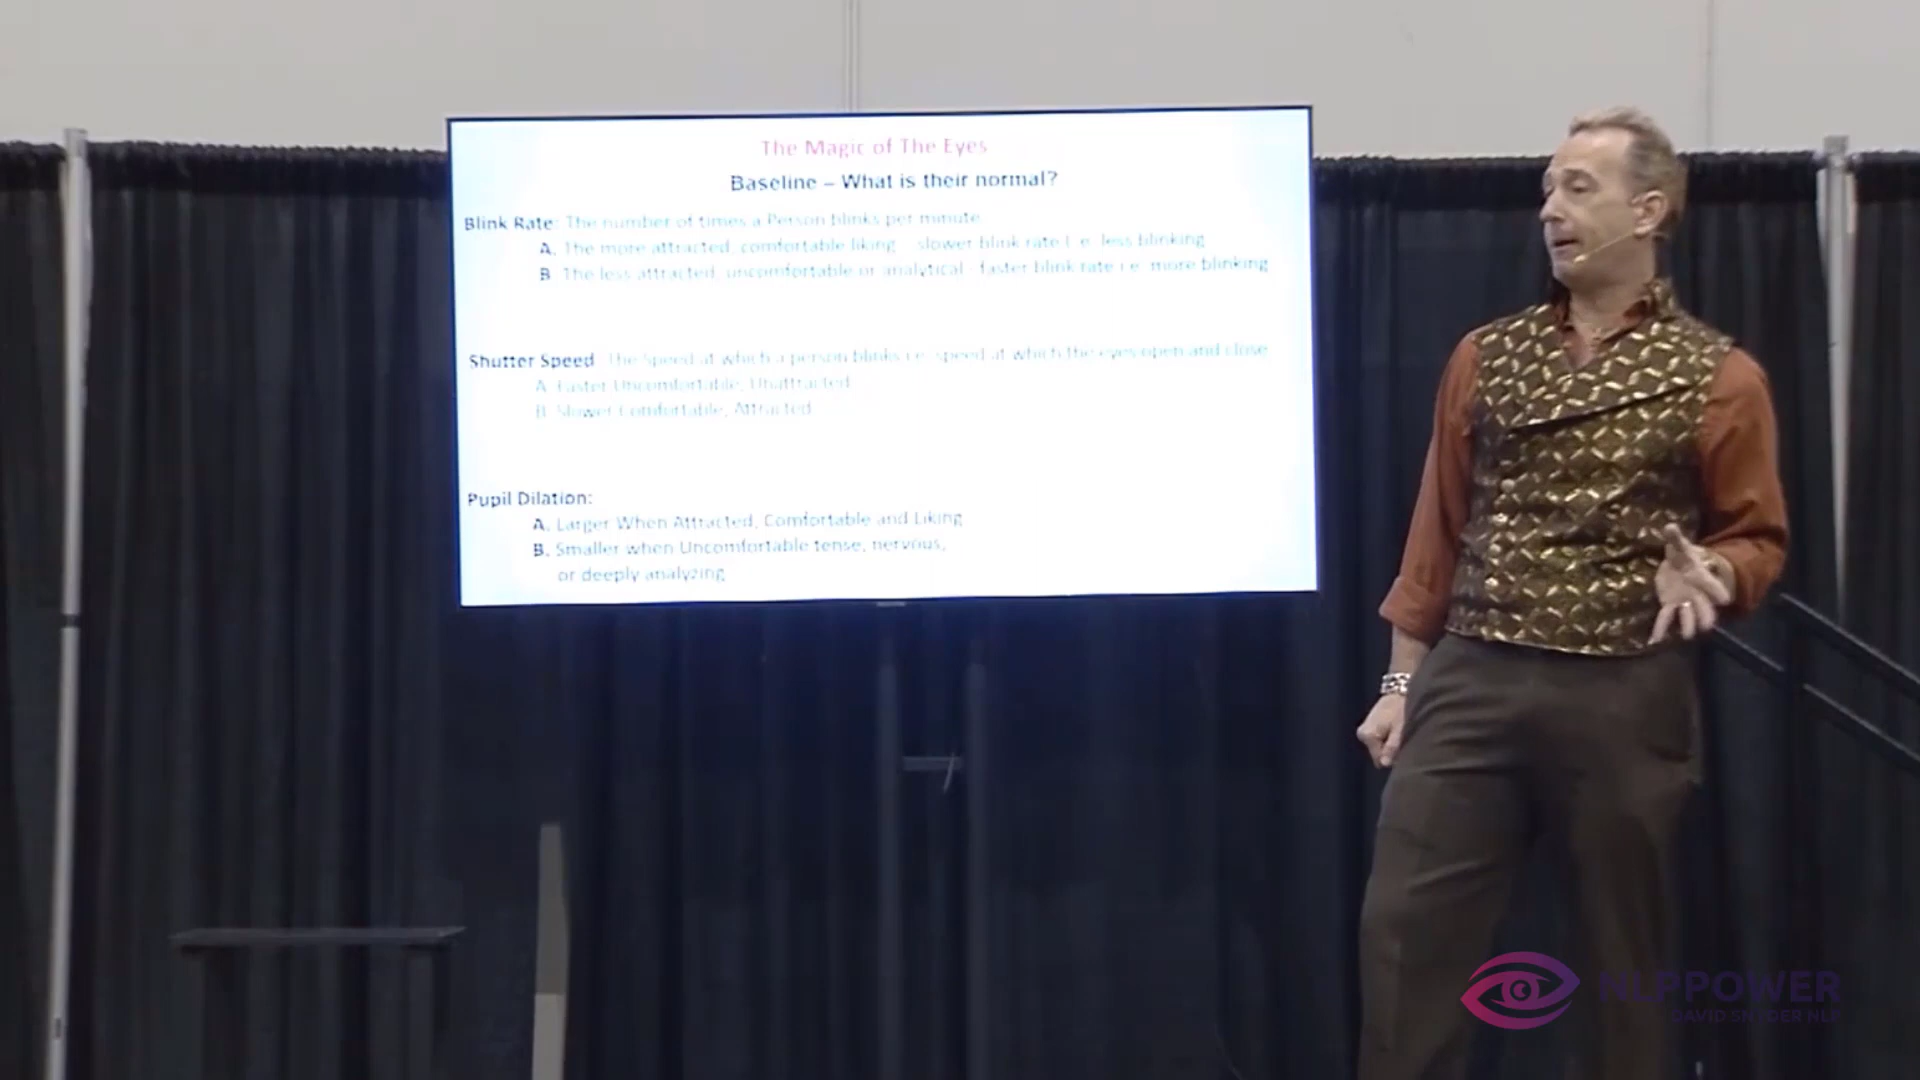 The Magic of The Eyes
Baseline – What is their normal?
Blink Rate: The number of times a Person blinks per minute
A. The more attracted, comfortable liking - slower blink rate i.e. less blinking
B. The less attracted, uncomfortable or analytical - faster blink rate i.e. more blinking
Shutter Speed: The Speed at which a person blinks i.e. speed at which the eyes open and close
A. Faster Uncomfortable, Unattracted
B. Slower Comfortable, Attracted
Pupil Dilation:
A. Larger When Attracted, Comfortable and Liking
B. Smaller when Uncomfortable tense, nervous,
or deeply analyzing
NLPPOWER
DAVID SNYDER NLP